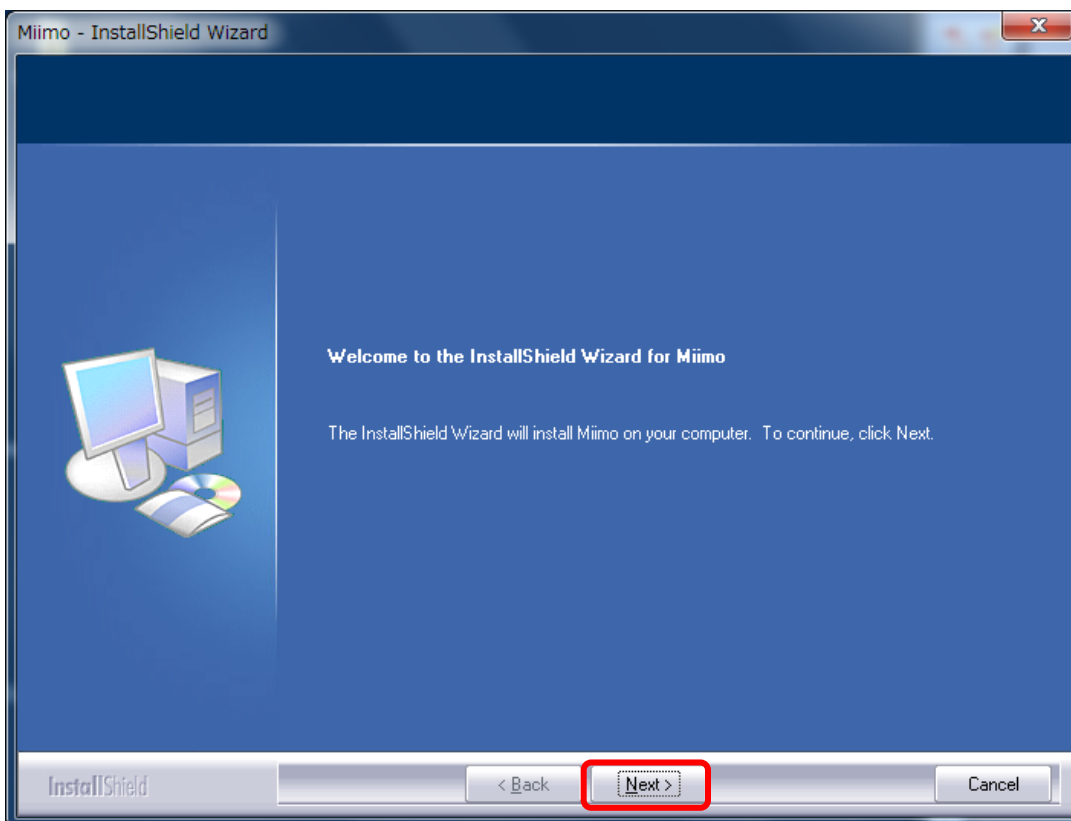 Miimo - InstallShield Wizard
Welcome to the InstallShield Wizard for Miimo
The InstallShield Wizard will install Miimo on your computer.  To continue, click Next.
InstallShield
< Back
Next >
Cancel